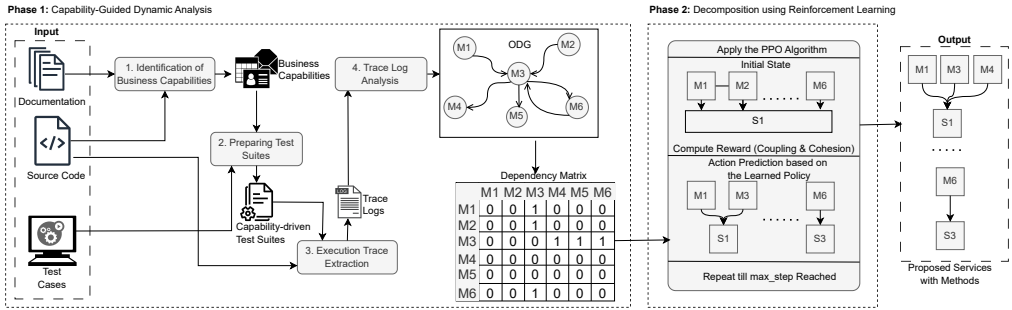 Phase 1: Capability-Guided Dynamic Analysis
Phase 2: Decomposition using Reinforcement Learning
Input
Documentation
Source Code
Test
Cases
1. Identification of
Business Capabilities
Business
Capabilities
2. Preparing Test
Suites
Capability-driven
Test Suites
3. Execution Trace
Extraction
LOG
Trace
Logs
4. Trace Log
Analysis
ODG
M1
M2
M3
M4
M5
M6
Dependency Matrix
M1 M2 M3 M4 M5 M6
M1 0 0 1 0 0 0
M2 0 0 1 0 0 0
M3 0 0 0 1 1 1
M4 0 0 0 0 0 0
M5 0 0 0 0 0 0
M6 0 0 1 0 0 0
Apply the PPO Algorithm
Initial State
M1 M2 ...... M6
S1
Compute Reward (Coupling & Cohesion)
Action Prediction based on
the Learned Policy
M1 M3 M6
......
S1 S3
Repeat till max_step Reached
Output
M1 M3 M4
S1
.....
M6
S3
Proposed Services
with Methods